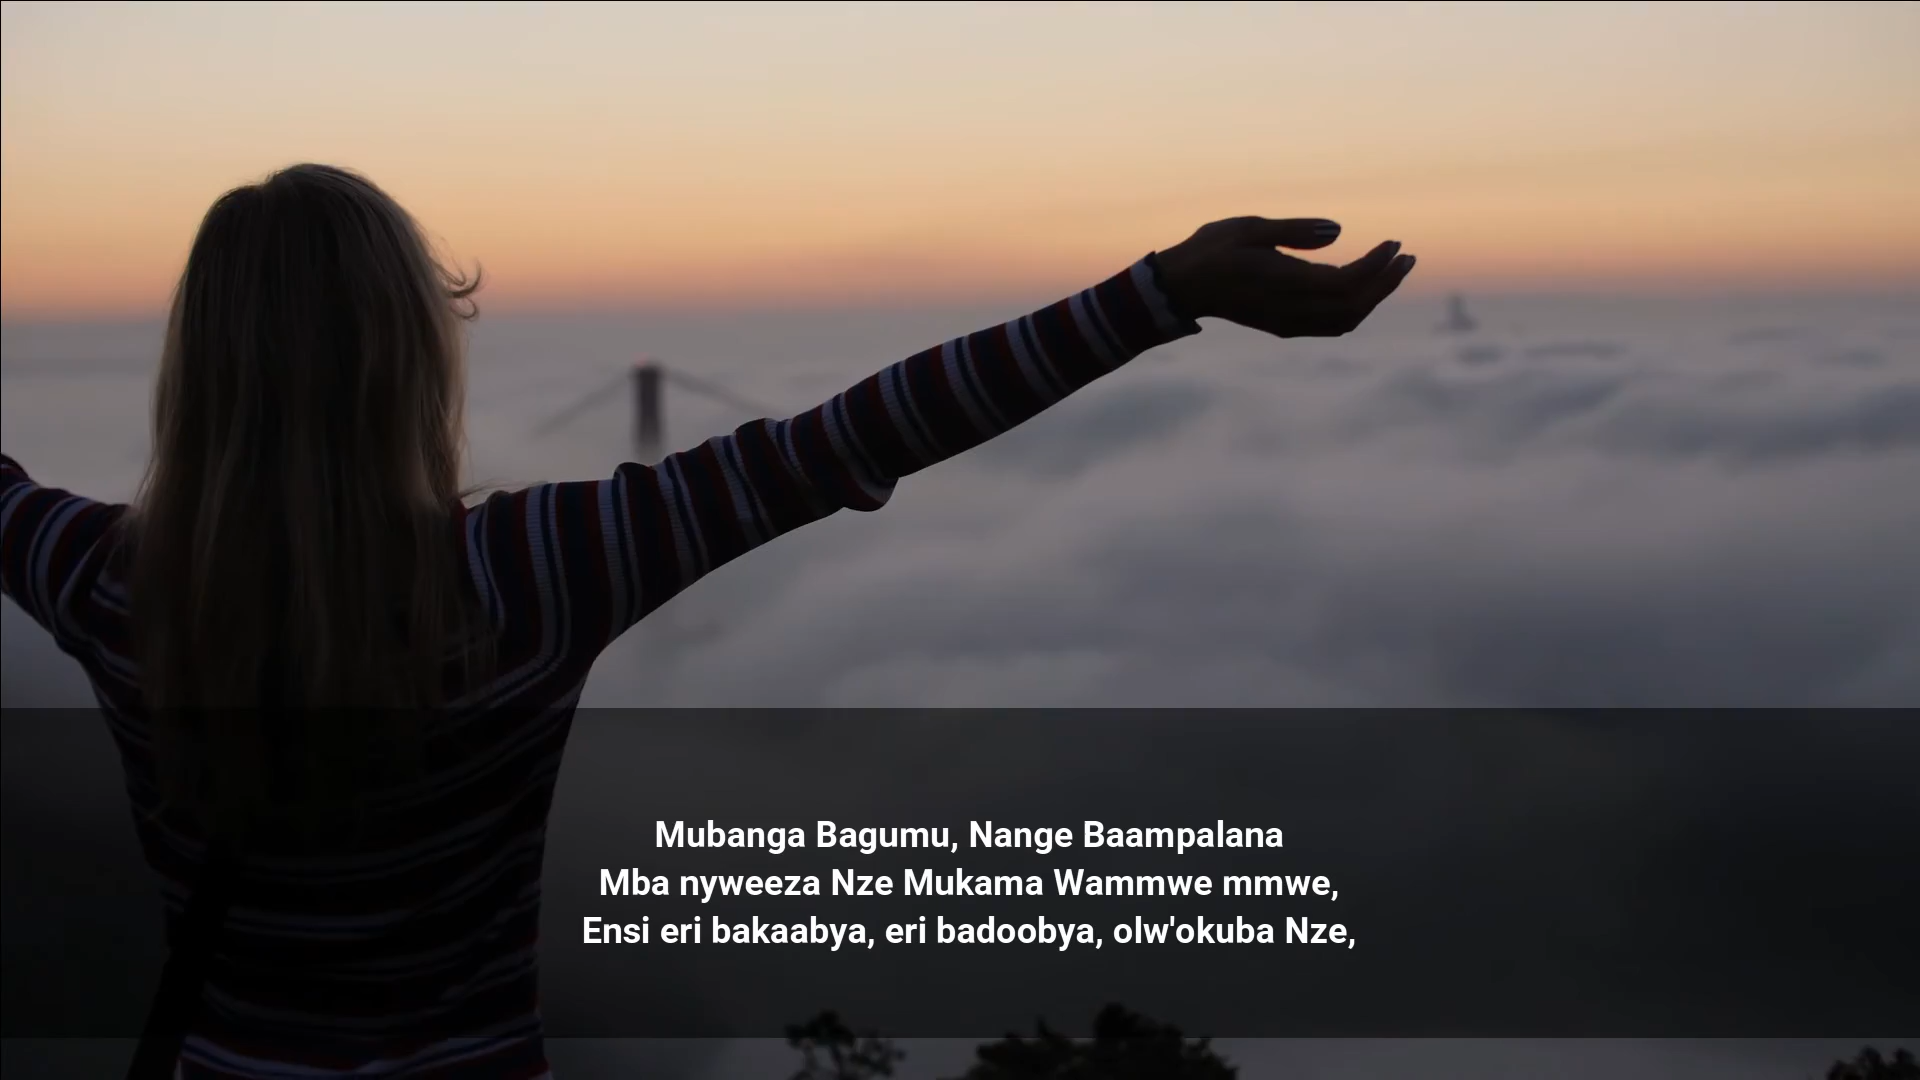 Mubanga Bagumu, Nange Baampalana
Mba nyweeza Nze Mukama Wammwe mmwe,
Ensi eri bakaabya, eri badoobya, olw'okuba Nze,